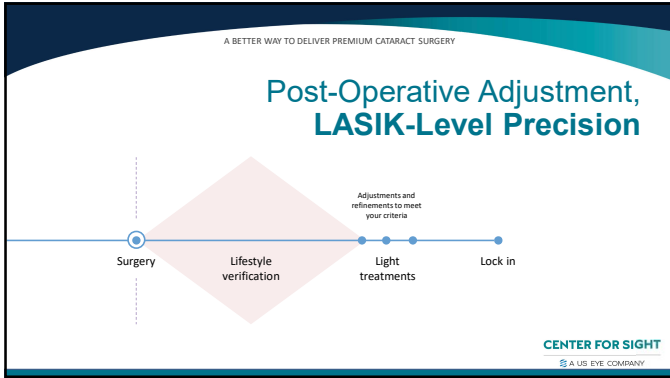 A BETTER WAY TO DELIVER PREMIUM CATARACT SURGERY
Post-Operative Adjustment,
LASIK-Level Precision
Adjustments and
refinements to meet
your criteria
Surgery
Lifestyle
verification
Light
treatments
Lock in
CENTER FOR SIGHT
A US EYE COMPANY